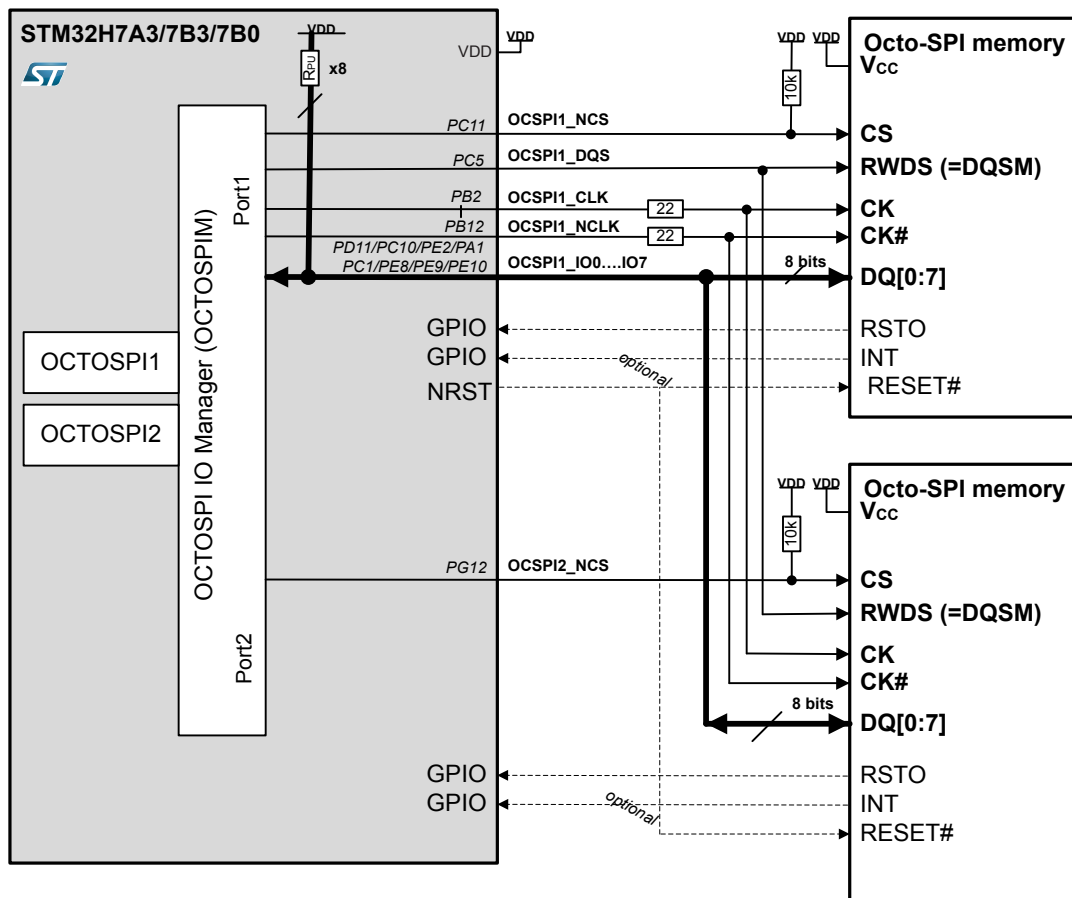 STM32H7A3/7B3/7B0
ST
VDD
RPU
x8
VDD
VDD
OCTOSPI1
OCTOSPI2
OCTOSPI IO Manager (OCTOSPIM)
Port1
Port2
PC11
OCSPI1_NCS
PC5
OCSPI1_DQS
PB2
OCSPI1_CLK
22
PB12
OCSPI1_NCLK
22
PD11/PC10/PE2/PA1
PC1/PE8/PE9/PE10
OCSPI1_IO0....IO7
8 bits
GPIO
GPIO
NRST
optional
VDD
VDD
10k
Octo-SPI memory
VCC
CS
RWDS (=DQSM)
CK
CK#
DQ[0:7]
RSTO
INT
RESET#
PG12
OCSPI2_NCS
VDD
VDD
10k
Octo-SPI memory
VCC
CS
RWDS (=DQSM)
CK
CK#
8 bits
DQ[0:7]
GPIO
GPIO
optional
RSTO
INT
RESET#